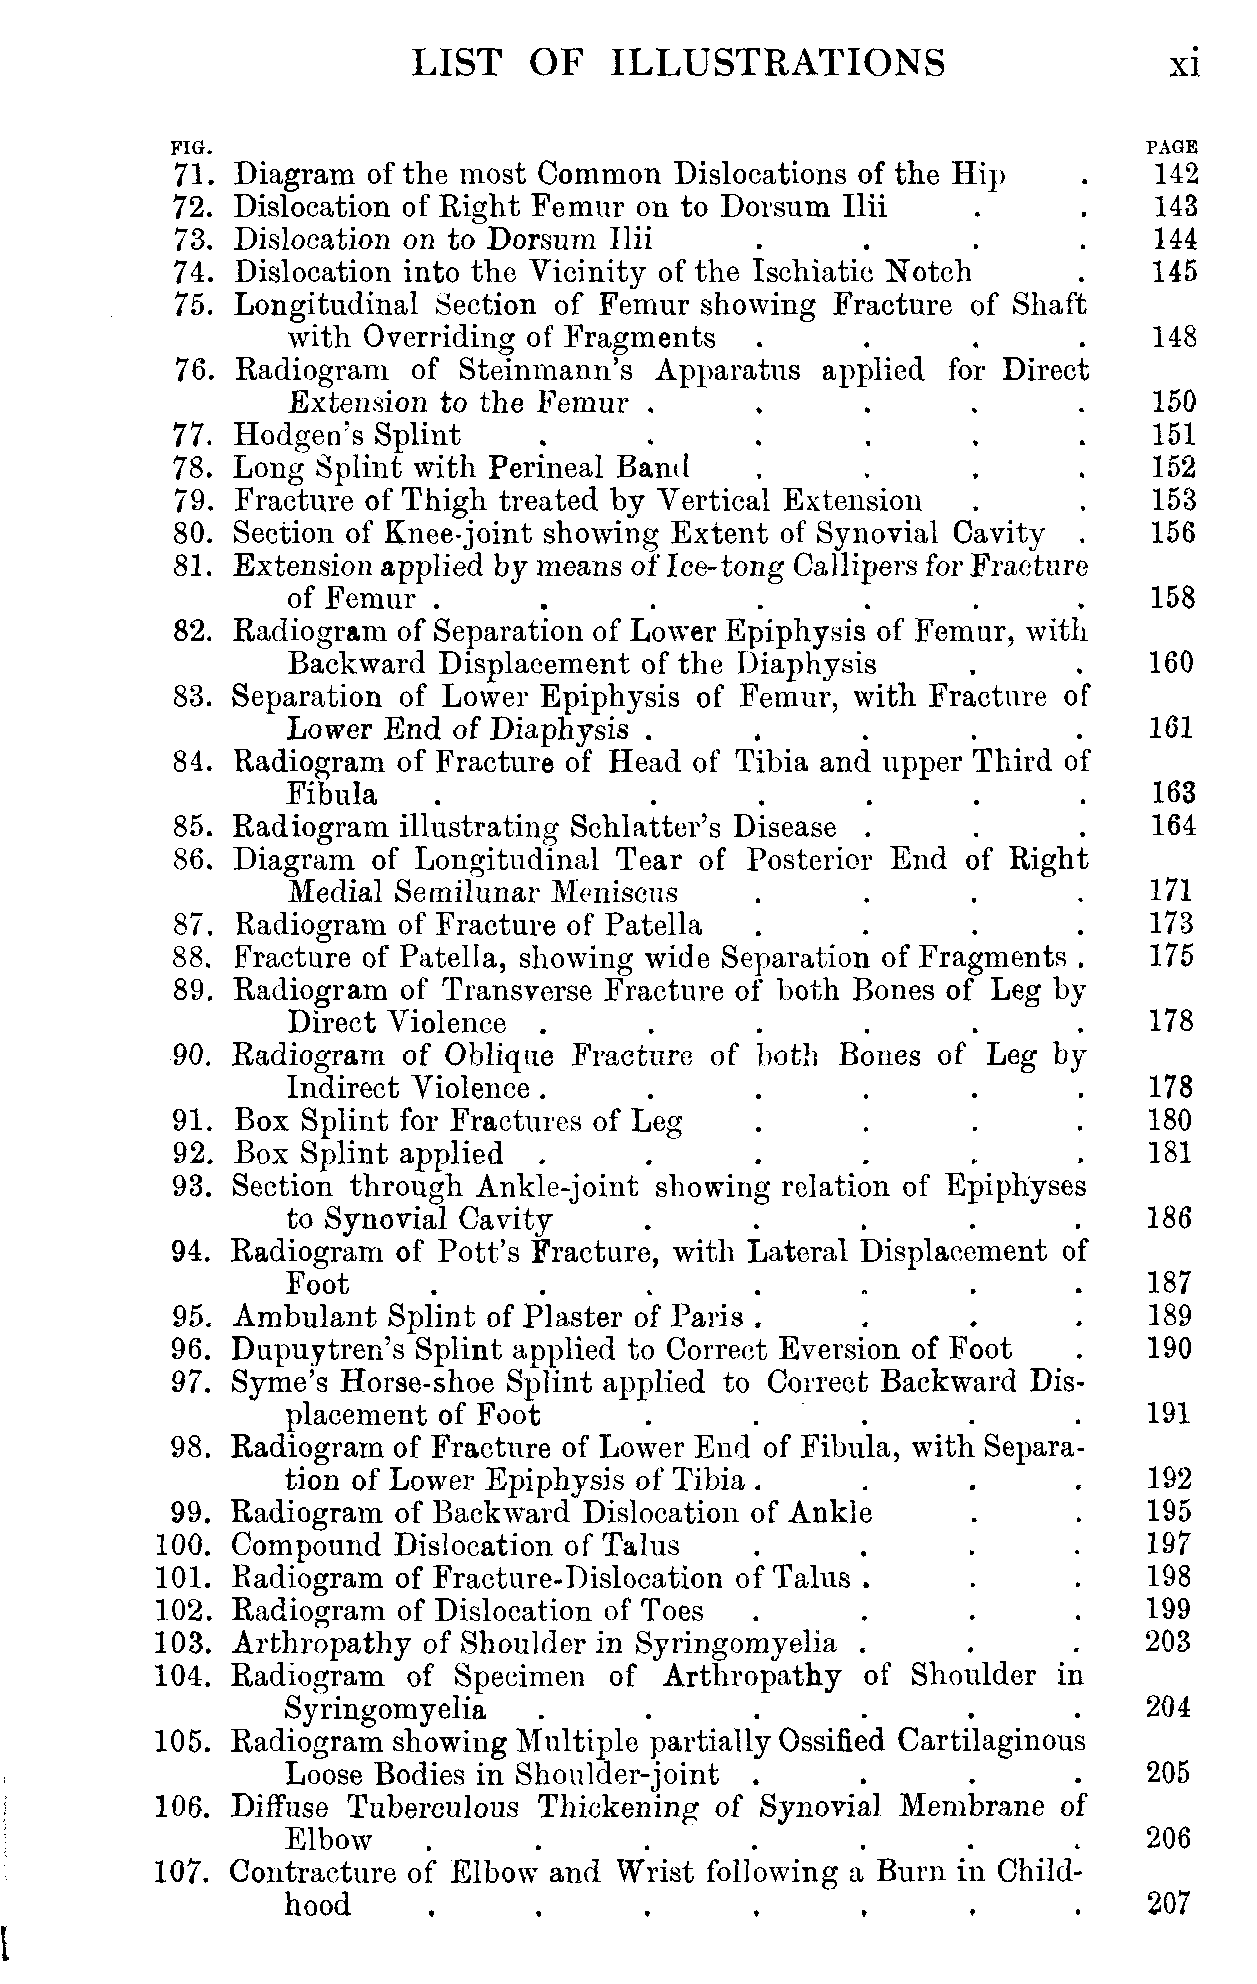 LIST OF ILLUSTRATIONS xi
FIG. PAGE
71. Diagram of the most Common Dislocations of the Hip . 142
72. Dislocation of Right Femur on to Dorsum Ilii . . 143
73. Dislocation on to Dorsum Ilii . . . . 144
74. Dislocation into the Vicinity of the Ischiatic Notch . 145
75. Longitudinal Section of Femur showing Fracture of Shaft
with Overriding of Fragments . . . . 148
76. Radiogram of Steinmann's Apparatus applied for Direct
Extension to the Femur . . . . . 150
77. Hodgen's Splint . . . . . . 151
78. Long Splint with Perineal Band . . . . 152
79. Fracture of Thigh treated by Vertical Extension . . 153
80. Section of Knee-joint showing Extent of Synovial Cavity . 156
81. Extension applied by means of Ice-tong Callipers for Fracture
of Femur . . . . . . . 158
82. Radiogram of Separation of Lower Epiphysis of Femur, with
Backward Displacement of the Diaphysis . . 160
83. Separation of Lower Epiphysis of Femur, with Fracture of
Lower End of Diaphysis . . . . . 161
84. Radiogram of Fracture of Head of Tibia and upper Third of
Fibula . . . . . . 163
85. Radiogram illustrating Schlatter's Disease . . . 164
86. Diagram of Longitudinal Tear of Posterior End of Right
Medial Semilunar Meniscus . . . . 171
87. Radiogram of Fracture of Patella . . . . 173
88. Fracture of Patella, showing wide Separation of Fragments . 175
89. Radiogram of Transverse Fracture of both Bones of Leg by
Direct Violence . . . . . . 178
90. Radiogram of Oblique Fracture of both Bones of Leg by
Indirect Violence . . . . . . 178
91. Box Splint for Fractures of Leg . . . . 180
92. Box Splint applied . . . . . . 181
93. Section through Ankle-joint showing relation of Epiphyses
to Synovial Cavity . . . . . 186
94. Radiogram of Pott's Fracture, with Lateral Displacement of
Foot . . . . . . . 187
95. Ambulant Splint of Plaster of Paris . . . . 189
96. Dupuytren's Splint applied to Correct Eversion of Foot . 190
97. Syme's Horse-shoe Splint applied to Correct Backward Dis-
placement of Foot . . . . . 191
98. Radiogram of Fracture of Lower End of Fibula, with Separa-
tion of Lower Epiphysis of Tibia . . . . 192
99. Radiogram of Backward Dislocation of Ankle . . 195
100. Compound Dislocation of Talus . . . . 197
101. Radiogram of Fracture-Dislocation of Talus . . . 198
102. Radiogram of Dislocation of Toes . . . . 199
103. Arthropathy of Shoulder in Syringomyelia . . . 203
104. Radiogram of Specimen of Arthropathy of Shoulder in
Syringomyelia . . . . . . 204
105. Radiogram showing Multiple partially Ossified Cartilaginous
Loose Bodies in Shoulder-joint . . . . 205
106. Diffuse Tuberculous Thickening of Synovial Membrane of
Elbow . . . . . . . 206
107. Contracture of Elbow and Wrist following a Burn in Child-
hood . . . . . . . 207